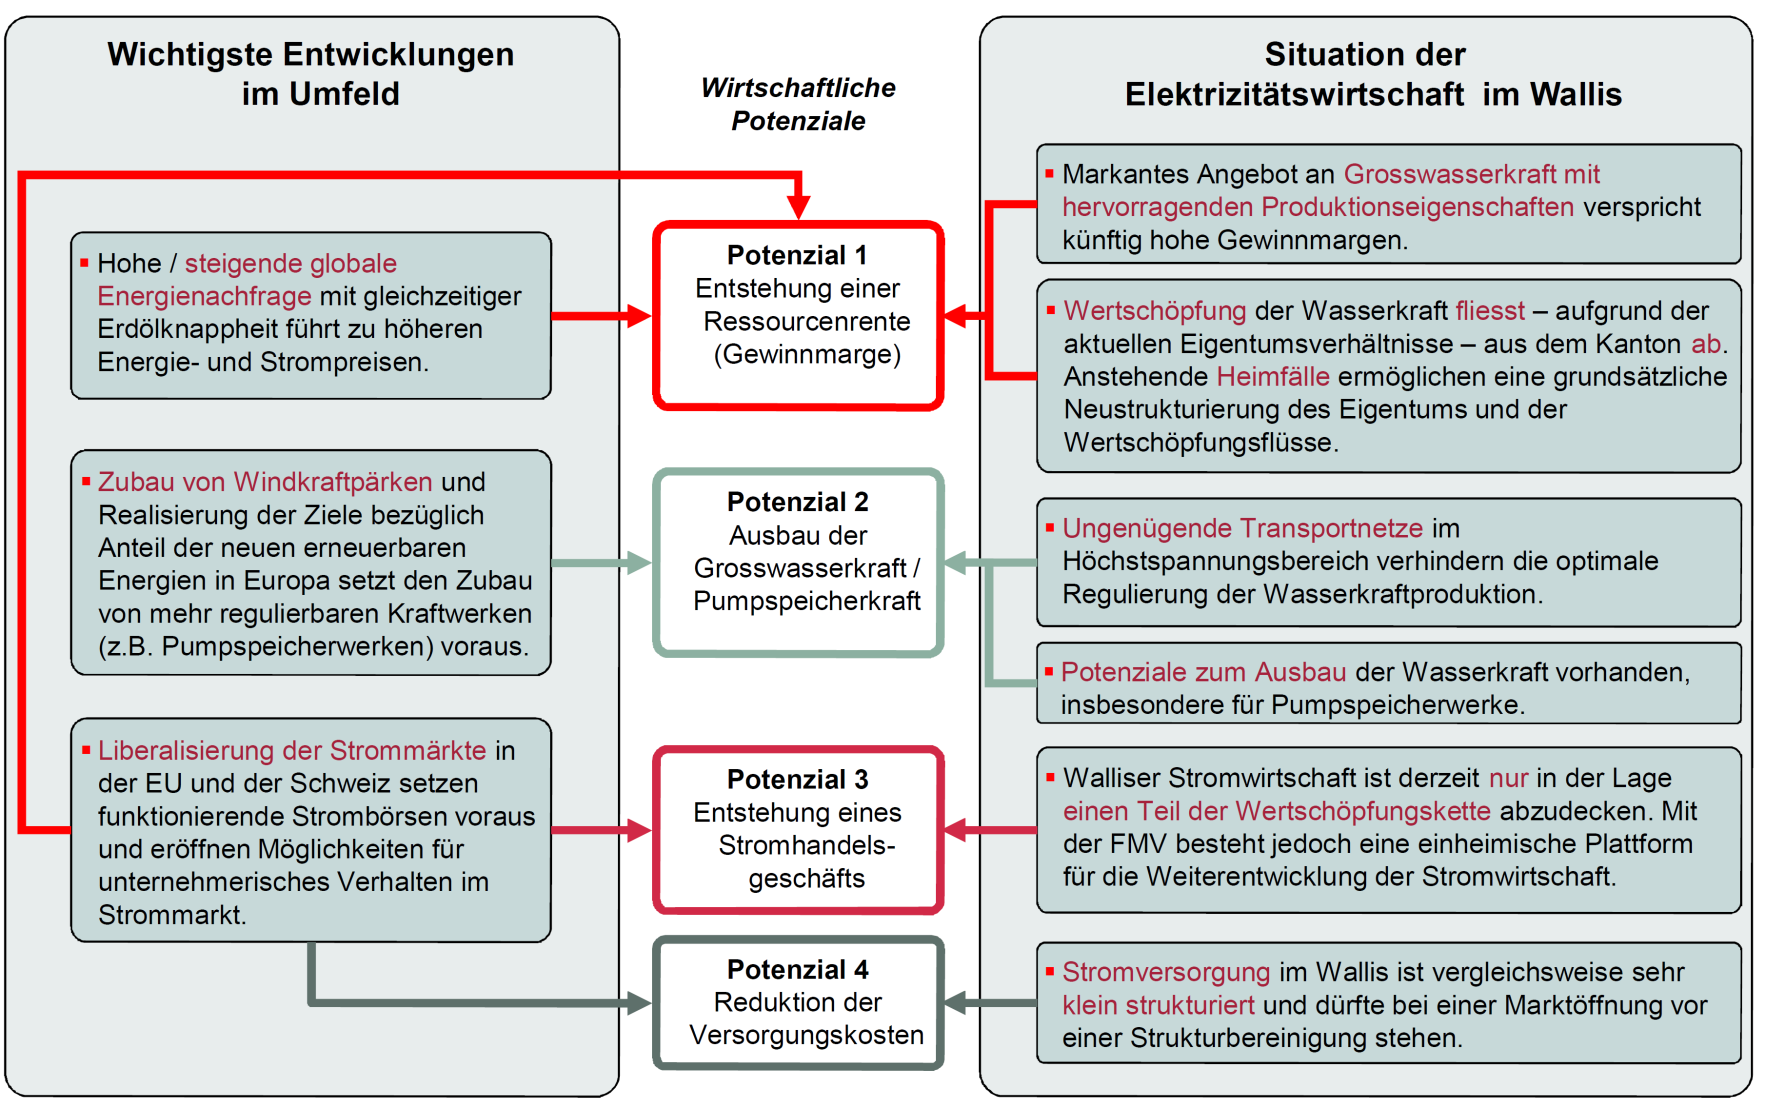 Wichtigste Entwicklungen
im Umfeld
▪ Hohe / steigende globale
Energienachfrage mit gleichzeitiger
Erdölknappheit führt zu höheren
Energie- und Strompreisen.
▪ Zubau von Windkraftpärken und
Realisierung der Ziele bezüglich
Anteil der neuen erneuerbaren
Energien in Europa setzt den Zubau
von mehr regulierbaren Kraftwerken
(z.B. Pumpspeicherwerken) voraus.
▪ Liberalisierung der Strommärkte in
der EU und der Schweiz setzen
funktionierende Strombörsen voraus
und eröffnen Möglichkeiten für
unternehmerisches Verhalten im
Strommarkt.
Wirtschaftliche
Potenziale
Potenzial 1
Entstehung einer
Ressourcenrente
(Gewinnmarge)
Potenzial 2
Ausbau der
Grosswasserkraft /
Pumpspeicherkraft
Potenzial 3
Entstehung eines
Stromhandels-
geschäfts
Potenzial 4
Reduktion der
Versorgungskosten
Situation der
Elektrizitätswirtschaft im Wallis
▪ Markantes Angebot an Grosswasserkraft mit
hervorragenden Produktionseigenschaften verspricht
künftig hohe Gewinnmargen.
▪ Wertschöpfung der Wasserkraft fliesst – aufgrund der
aktuellen Eigentumsverhältnisse – aus dem Kanton ab.
Anstehende Heimfälle ermöglichen eine grundsätzliche
Neustrukturierung des Eigentums und der
Wertschöpfungsflüsse.
▪ Ungenügende Transportnetze im
Höchstspannungsbereich verhindern die optimale
Regulierung der Wasserkraftproduktion.
▪ Potenziale zum Ausbau der Wasserkraft vorhanden,
insbesondere für Pumpspeicherwerke.
▪ Walliser Stromwirtschaft ist derzeit nur in der Lage
einen Teil der Wertschöpfungskette abzudecken. Mit
der FMV besteht jedoch eine einheimische Plattform
für die Weiterentwicklung der Stromwirtschaft.
▪ Stromversorgung im Wallis ist vergleichsweise sehr
klein strukturiert und dürfte bei einer Marktöffnung vor
einer Strukturbereinigung stehen.